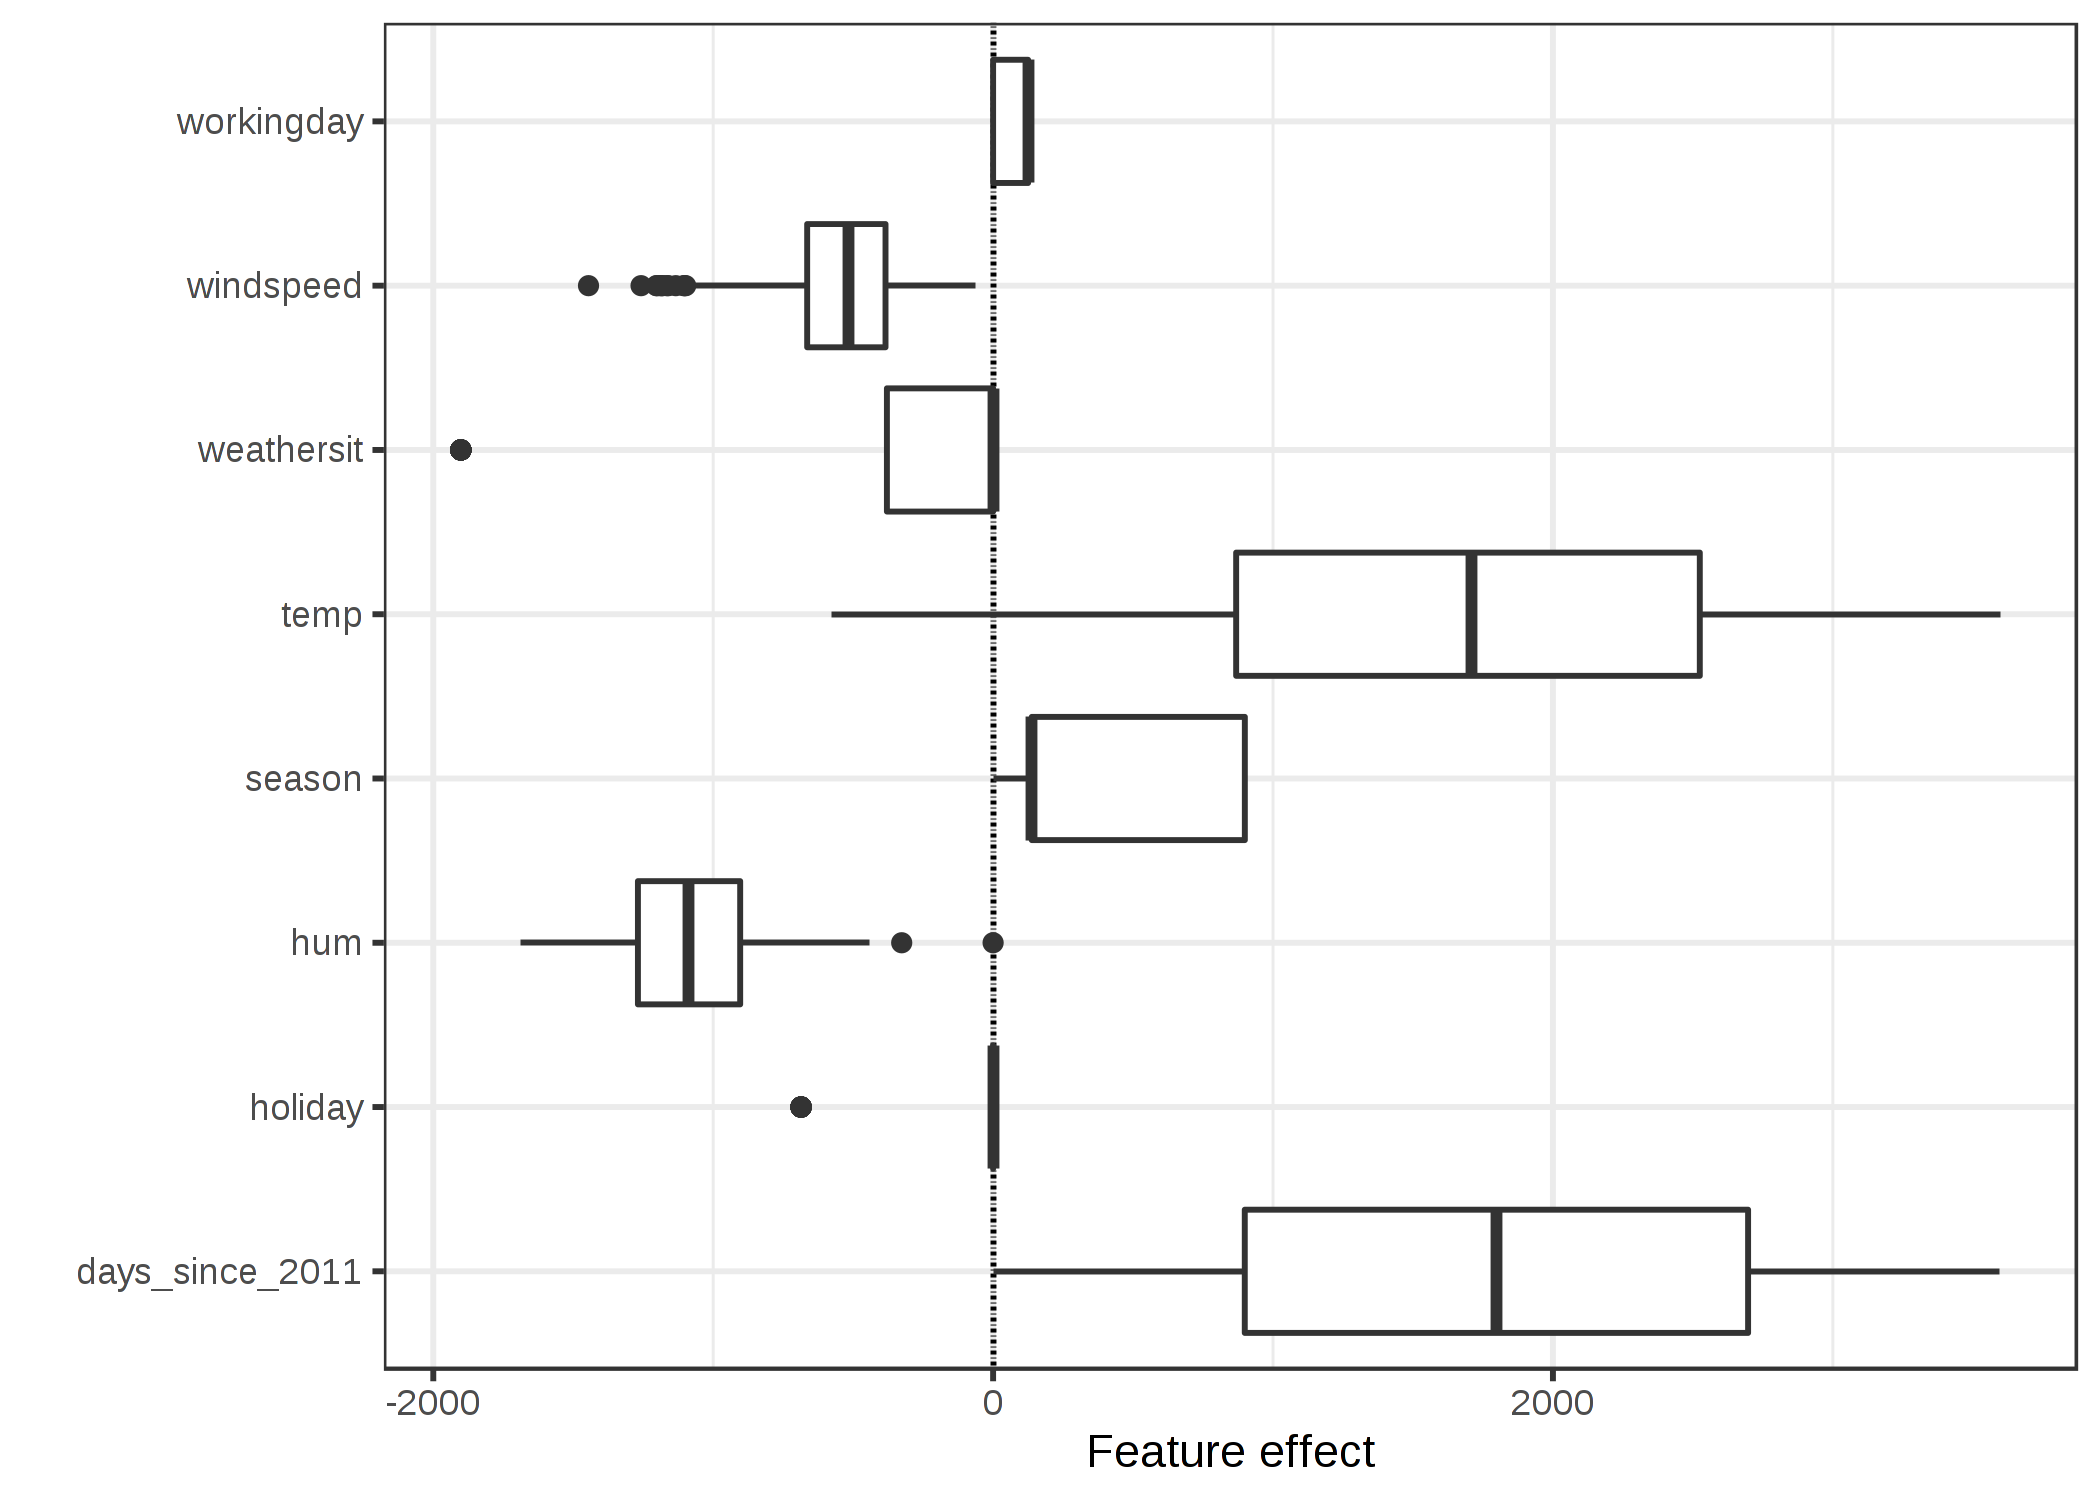 workingday
windspeed
weathersit
temp
season
hum
holiday
days_since_2011
-2000 0 2000
Feature effect